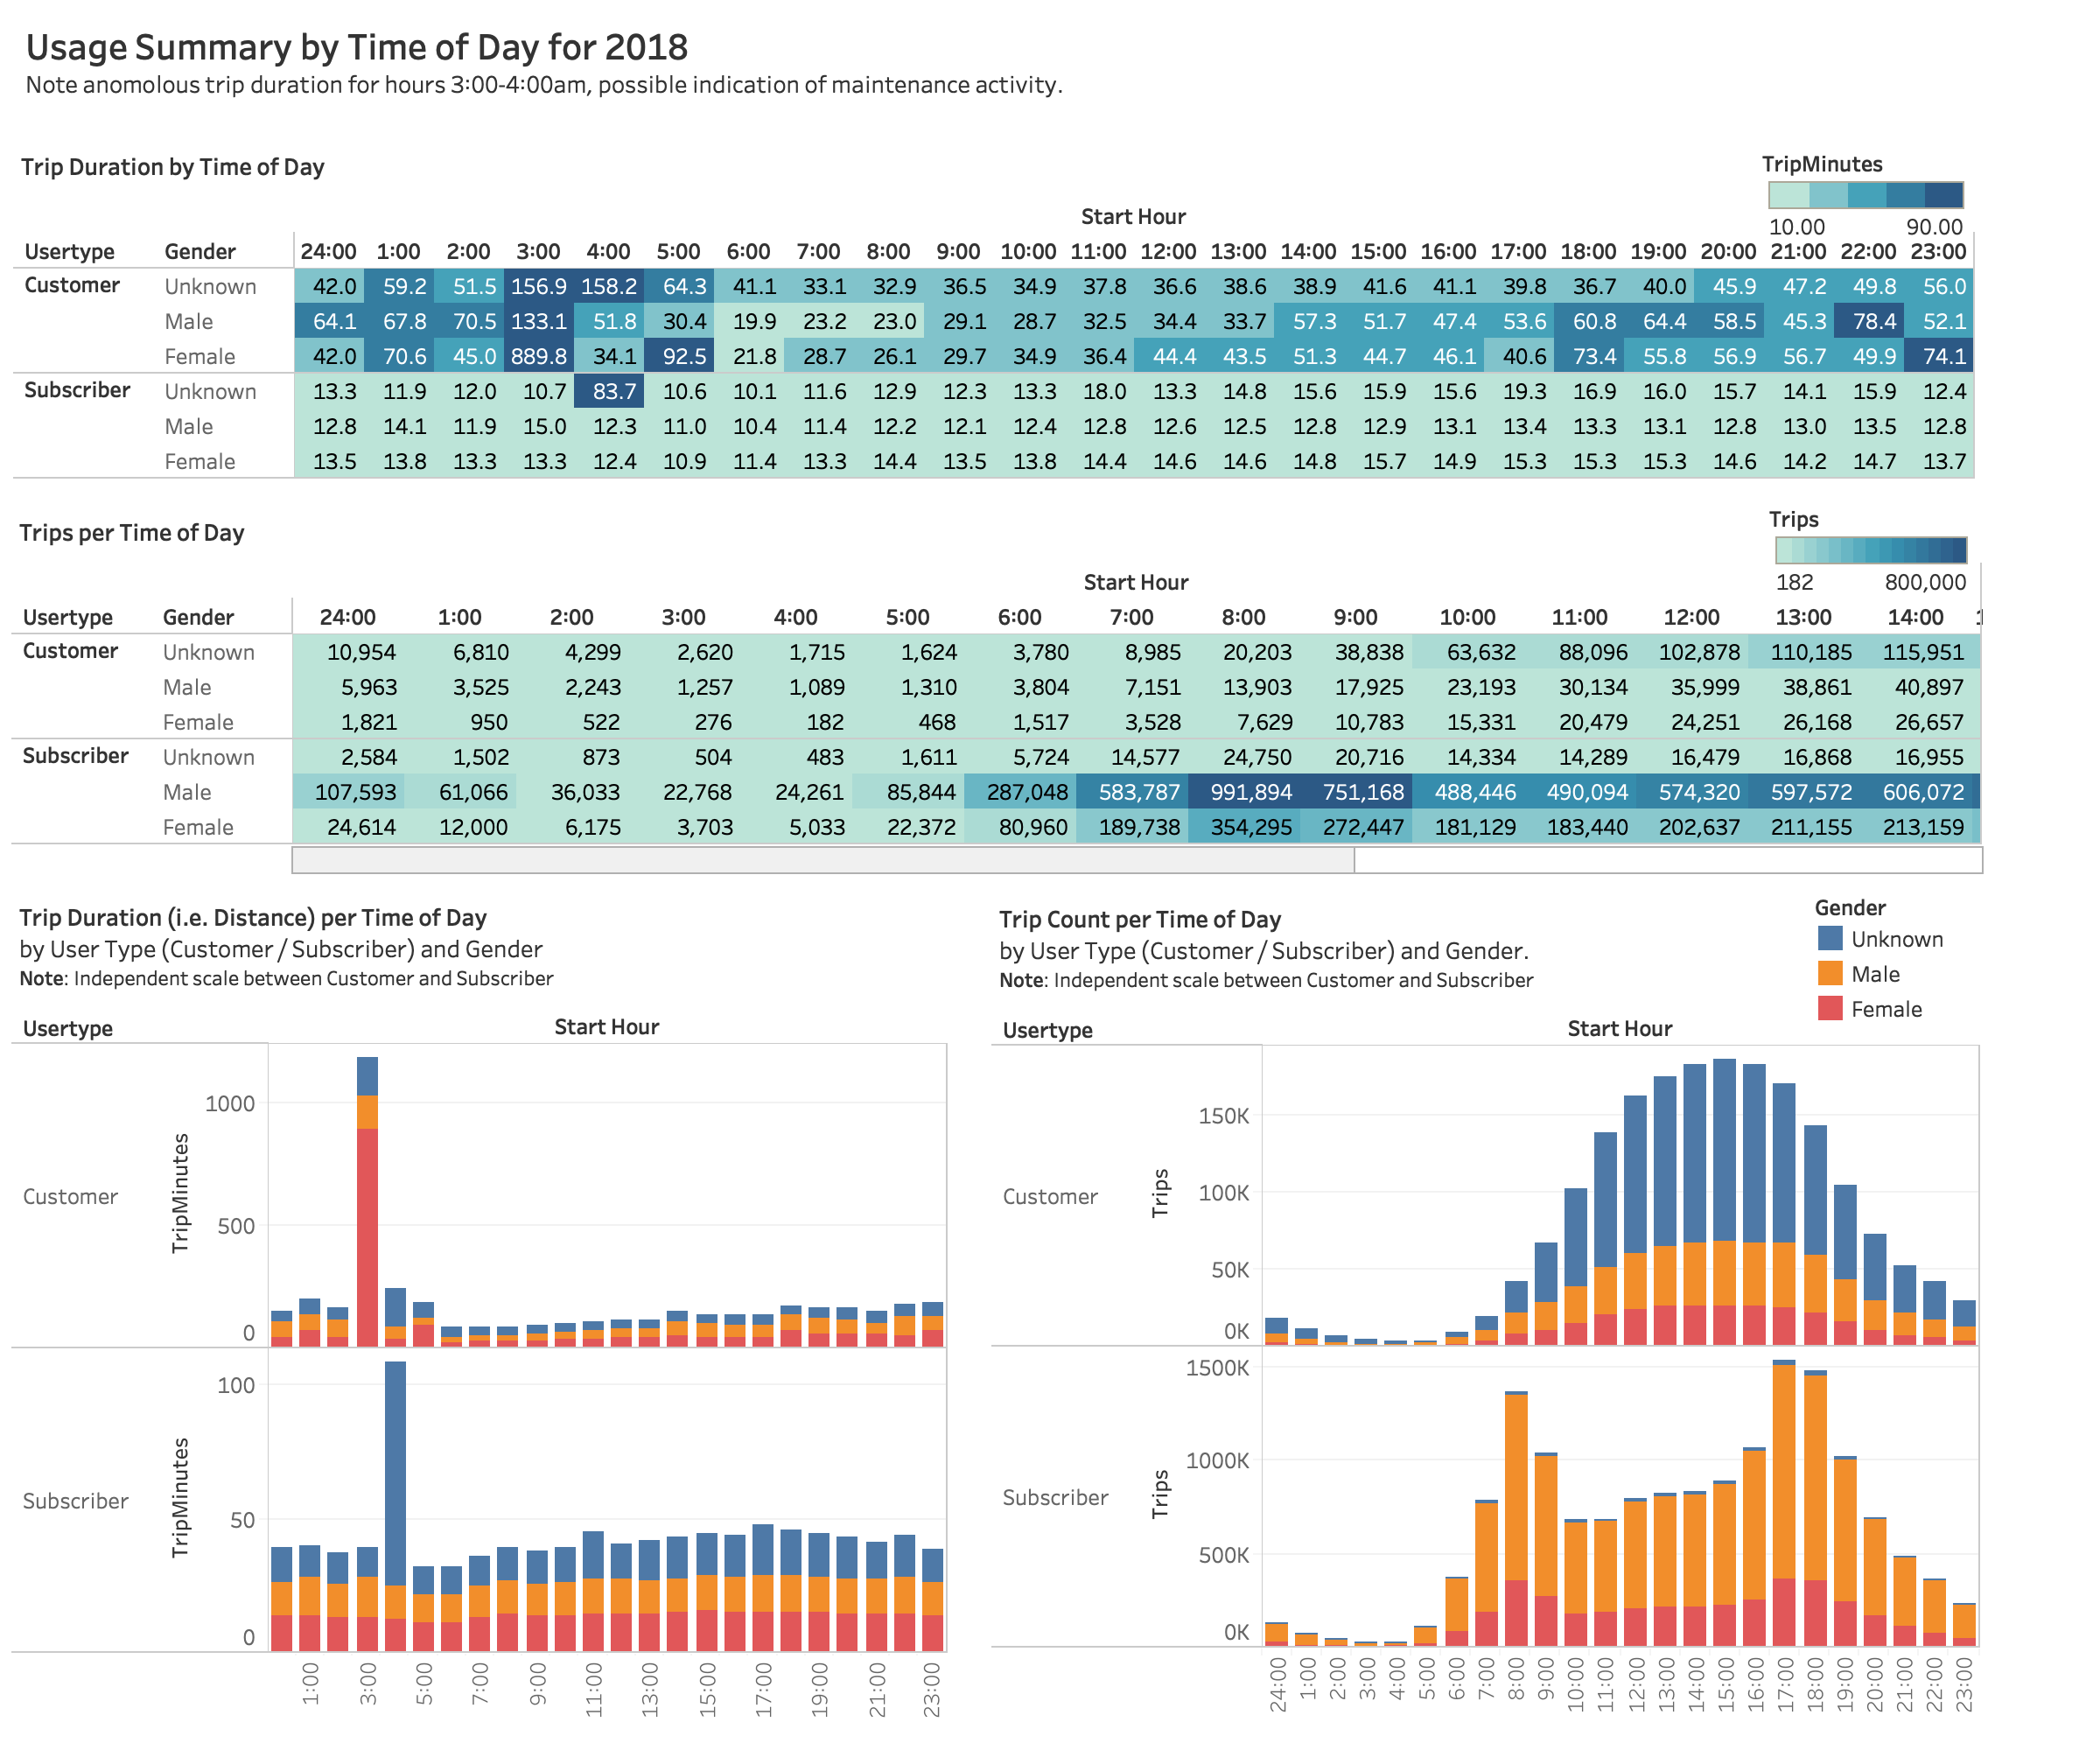 Usage Summary by Time of Day for 2018
Note anomolous trip duration for hours 3:00-4:00am, possible indication of maintenance activity.
Trip Duration by Time of Day
TripMinutes
10.00 90.00
Start Hour
Usertype Gender 24:00 1:00 2:00 3:00 4:00 5:00 6:00 7:00 8:00 9:00 10:00 11:00 12:00 13:00 14:00 15:00 16:00 17:00 18:00 19:00 20:00 21:00 22:00 23:00
Customer Unknown 42.0 59.2 51.5 156.9 158.2 64.3 41.1 33.1 32.9 36.5 34.9 37.8 36.6 38.6 38.9 41.6 41.1 39.8 36.7 40.0 45.9 47.2 49.8 56.0
Male 64.1 67.8 70.5 133.1 51.8 30.4 19.9 23.2 23.0 29.1 28.7 32.5 34.4 33.7 57.3 51.7 47.4 53.6 60.8 64.4 58.5 45.3 78.4 52.1
Female 42.0 70.6 45.0 889.8 34.1 92.5 21.8 28.7 26.1 29.7 34.9 36.4 44.4 43.5 51.3 44.7 46.1 40.6 73.4 55.8 56.9 56.7 49.9 74.1
Subscriber Unknown 13.3 11.9 12.0 10.7 83.7 10.6 10.1 11.6 12.9 12.3 13.3 18.0 13.3 14.8 15.6 15.9 15.6 19.3 16.9 16.0 15.7 14.1 15.9 12.4
Male 12.8 14.1 11.9 15.0 12.3 11.0 10.4 11.4 12.2 12.1 12.4 12.8 12.6 12.5 12.8 12.9 13.1 13.4 13.3 13.1 12.8 13.0 13.5 12.8
Female 13.5 13.8 13.3 13.3 12.4 10.9 11.4 13.3 14.4 13.5 13.8 14.4 14.6 14.6 14.8 15.7 14.9 15.3 15.3 15.3 14.6 14.2 14.7 13.7
Trips per Time of Day
Trips
182 800,000
Start Hour
Usertype Gender 24:00 1:00 2:00 3:00 4:00 5:00 6:00 7:00 8:00 9:00 10:00 11:00 12:00 13:00 14:00
Customer Unknown 10,954 6,810 4,299 2,620 1,715 1,624 3,780 8,985 20,203 38,838 63,632 88,096 102,878 110,185 115,951
Male 5,963 3,525 2,243 1,257 1,089 1,310 3,804 7,151 13,903 17,925 23,193 30,134 35,999 38,861 40,897
Female 1,821 950 522 276 182 468 1,517 3,528 7,629 10,783 15,331 20,479 24,251 26,168 26,657
Subscriber Unknown 2,584 1,502 873 504 483 1,611 5,724 14,577 24,750 20,716 14,334 14,289 16,479 16,868 16,955
Male 107,593 61,066 36,033 22,768 24,261 85,844 287,048 583,787 991,894 751,168 488,446 490,094 574,320 597,572 606,072
Female 24,614 12,000 6,175 3,703 5,033 22,372 80,960 189,738 354,295 272,447 181,129 183,440 202,637 211,155 213,159
Trip Duration (i.e. Distance) per Time of Day
by User Type (Customer / Subscriber) and Gender
Note: Independent scale between Customer and Subscriber
Usertype Start Hour
Customer
TripMinutes
1000
500
0
Subscriber
TripMinutes
100
50
0
1:00 3:00 5:00 7:00 9:00 11:00 13:00 15:00 17:00 19:00 21:00 23:00
Trip Count per Time of Day
by User Type (Customer / Subscriber) and Gender.
Note: Independent scale between Customer and Subscriber
Gender
Unknown
Male
Female
Usertype Start Hour
Customer
Trips
150K
100K
50K
0K
Subscriber
Trips
1500K
1000K
500K
0K
24:00 1:00 2:00 3:00 4:00 5:00 6:00 7:00 8:00 9:00 10:00 11:00 12:00 13:00 14:00 15:00 16:00 17:00 18:00 19:00 20:00 21:00 22:00 23:00